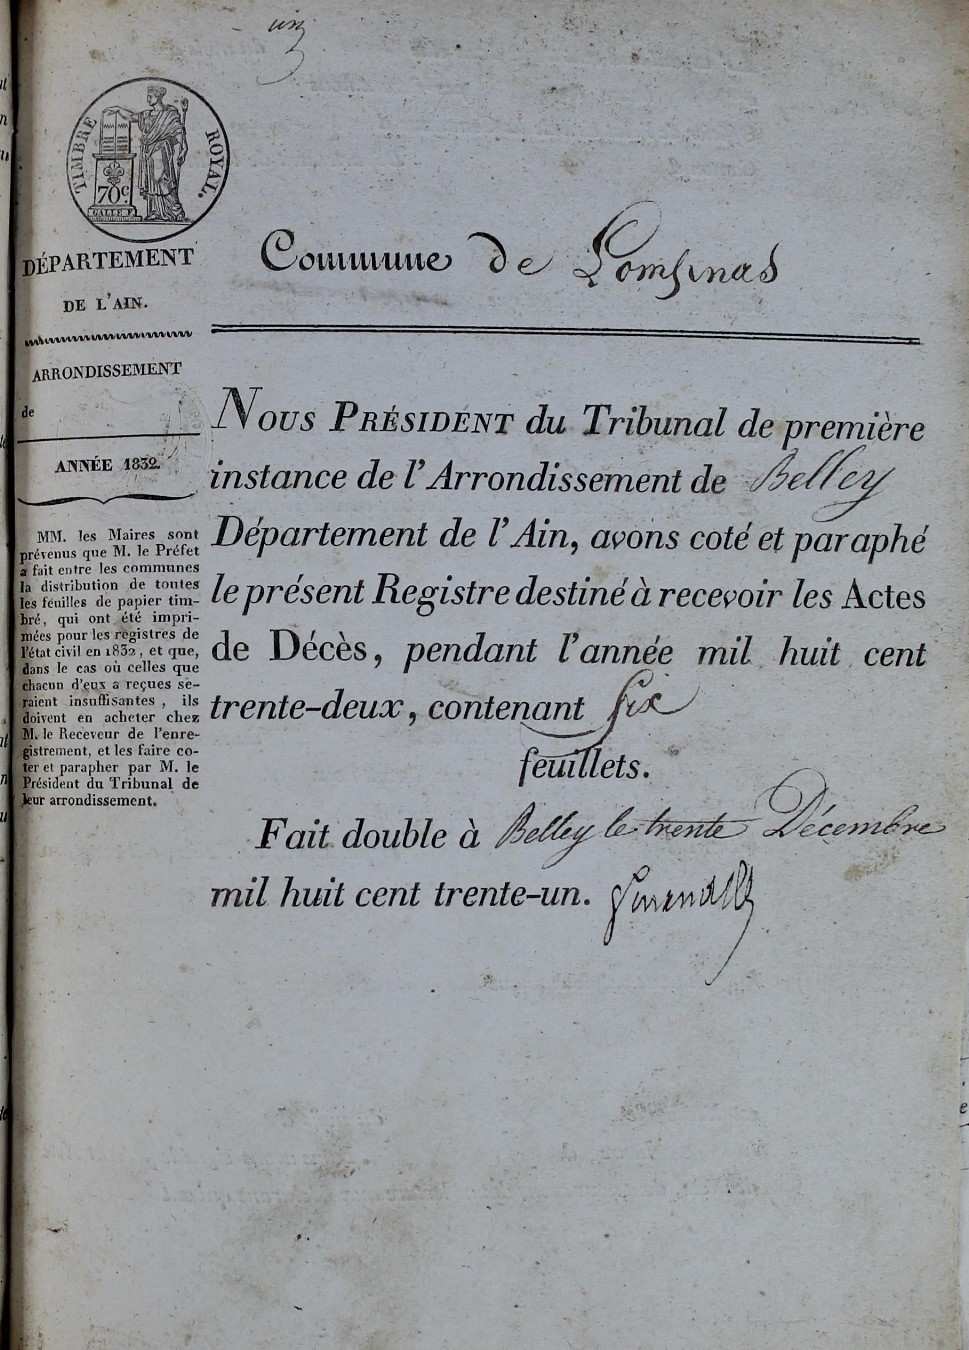 un
TIMBRE ROYAL.
70c.
GALLE F.
DÉPARTEMENT
DE L'AIN.
ARRONDISSEMENT
de
ANNÉE 1832.
MM. les Maires sont
prévenus que M. le Préfet
a fait entre les communes
la distribution de toutes
les feuilles de papier tim-
bré, qui ont été impri-
mées pour les registres de
l'état civil en 1832, et que,
dans le cas où celles que
chacun d'eux a reçues se-
raient insuffisantes, ils
doivent en acheter chez
M. le Receveur de l'enre-
gistrement, et les faire co-
ter et parapher par M. le
Président du Tribunal de
leur arrondissement.
Commune de Lompnas
NOUS PRÉSIDENT du Tribunal de première
instance de l'Arrondissement de Belley
Département de l'Ain, avons coté et paraphé
le présent Registre destiné à recevoir les Actes
de Décès, pendant l'année mil huit cent
trente-deux, contenant six
feuillets.
Fait double à Belley le trente Décembre
mil huit cent trente-un.